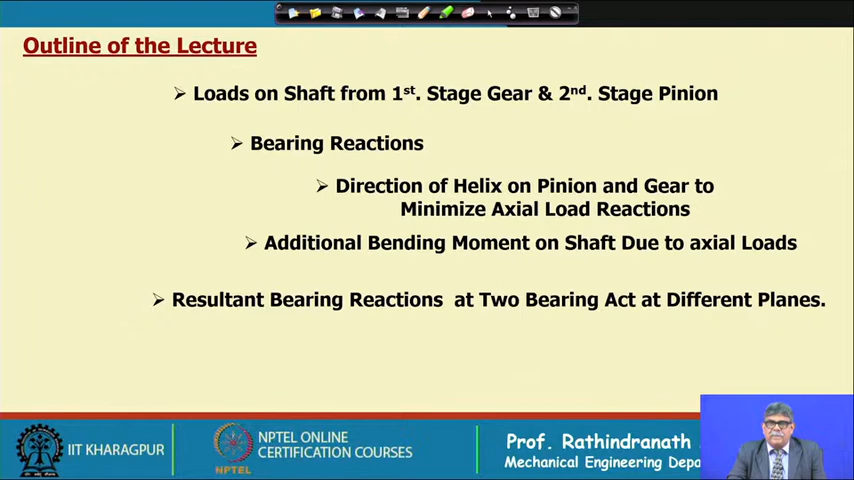 Outline of the Lecture
➢ Loads on Shaft from 1st. Stage Gear & 2nd. Stage Pinion
➢ Bearing Reactions
➢ Direction of Helix on Pinion and Gear to
Minimize Axial Load Reactions
➢ Additional Bending Moment on Shaft Due to axial Loads
➢ Resultant Bearing Reactions at Two Bearing Act at Different Planes.
IIT KHARAGPUR
NPTEL
NPTEL ONLINE
CERTIFICATION COURSES
Prof. Rathindranath
Mechanical Engineering